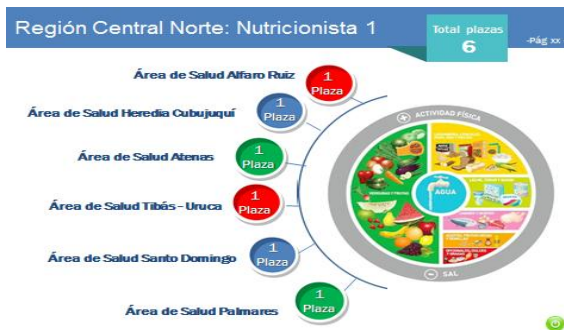 Región Central Norte: Nutricionista 1
Total plazas
6
-Pág xx
Área de Salud Alfaro Ruiz
1
Plaza
Área de Salud Heredia Cubujuquí
1
Plaza
Área de Salud Atenas
1
Plaza
Área de Salud Tibás - Uruca
1
Plaza
Área de Salud Santo Domingo
1
Plaza
Área de Salud Palmares
1
Plaza
ACTIVIDAD FÍSICA
AGUA
SAL